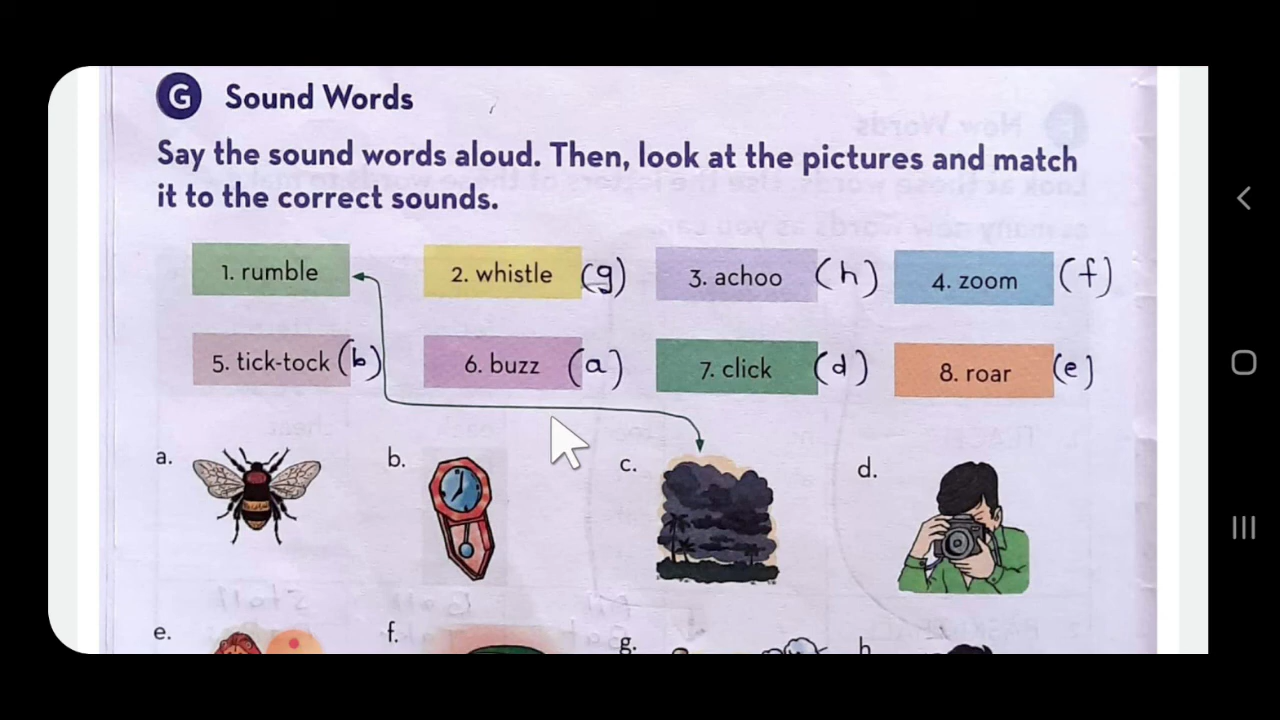 G Sound Words
Say the sound words aloud. Then, look at the pictures and match
it to the correct sounds.
1. rumble 2. whistle (g) 3. achoo (h) 4. zoom (f)
5. tick-tock (b) 6. buzz (a) 7. click (d) 8. roar (e)
a. b. c. d.
e. f. g. h